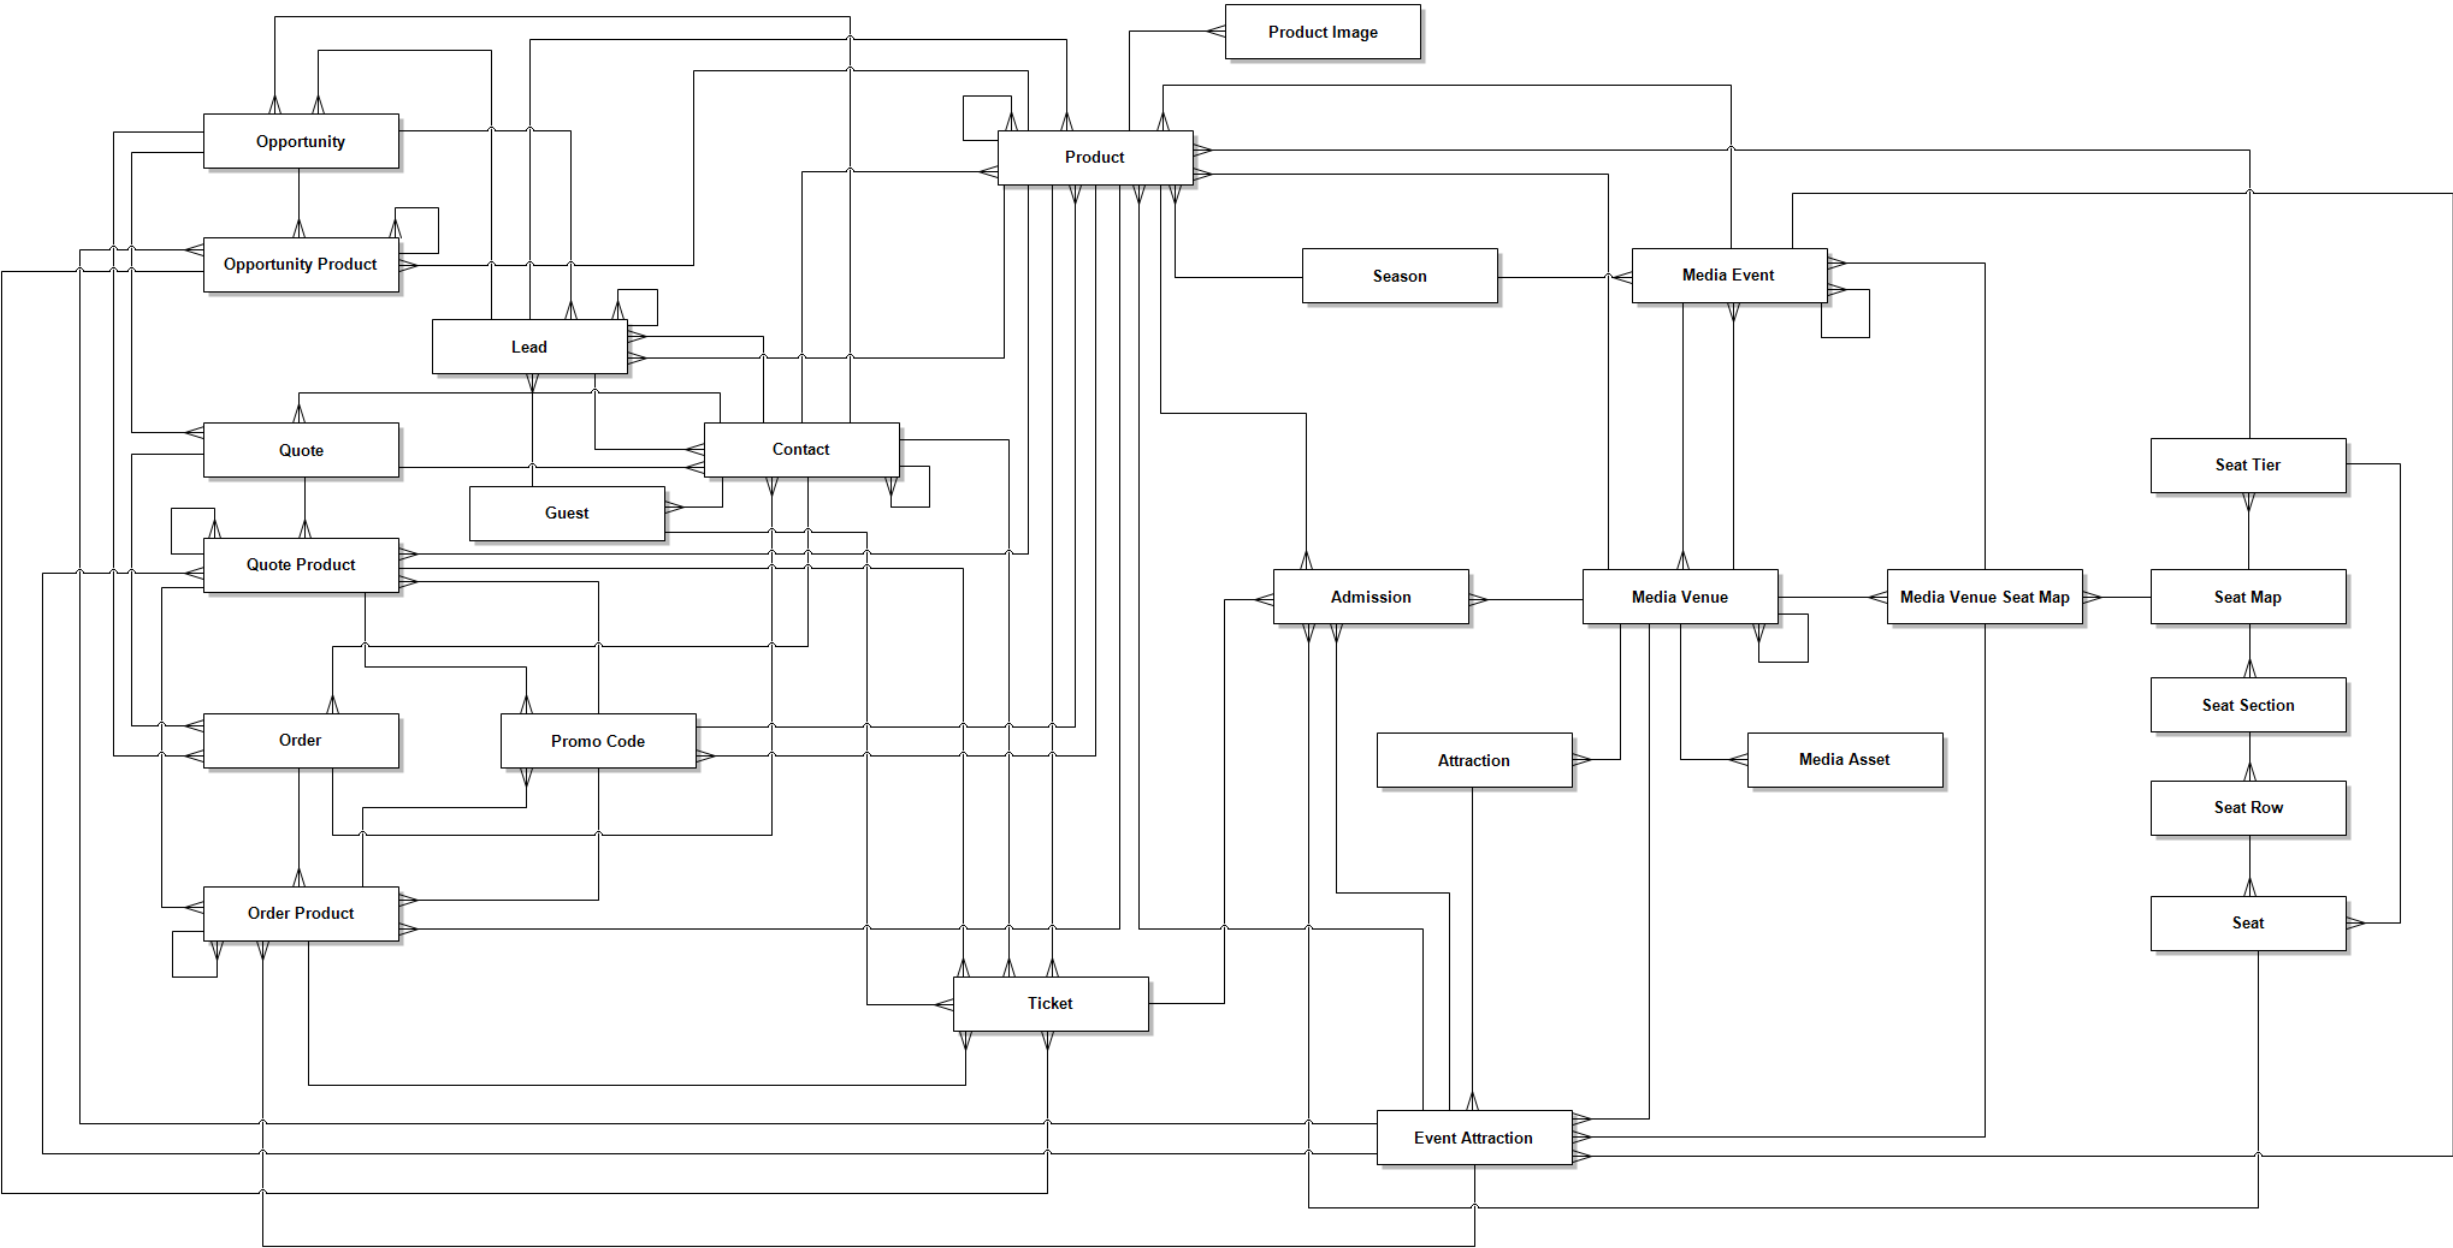 Product Image
Opportunity
Product
Opportunity Product
Season
Media Event
Lead
Quote
Contact
Seat Tier
Guest
Quote Product
Admission
Media Venue
Media Venue Seat Map
Seat Map
Seat Section
Order
Promo Code
Attraction
Media Asset
Seat Row
Order Product
Seat
Ticket
Event Attraction